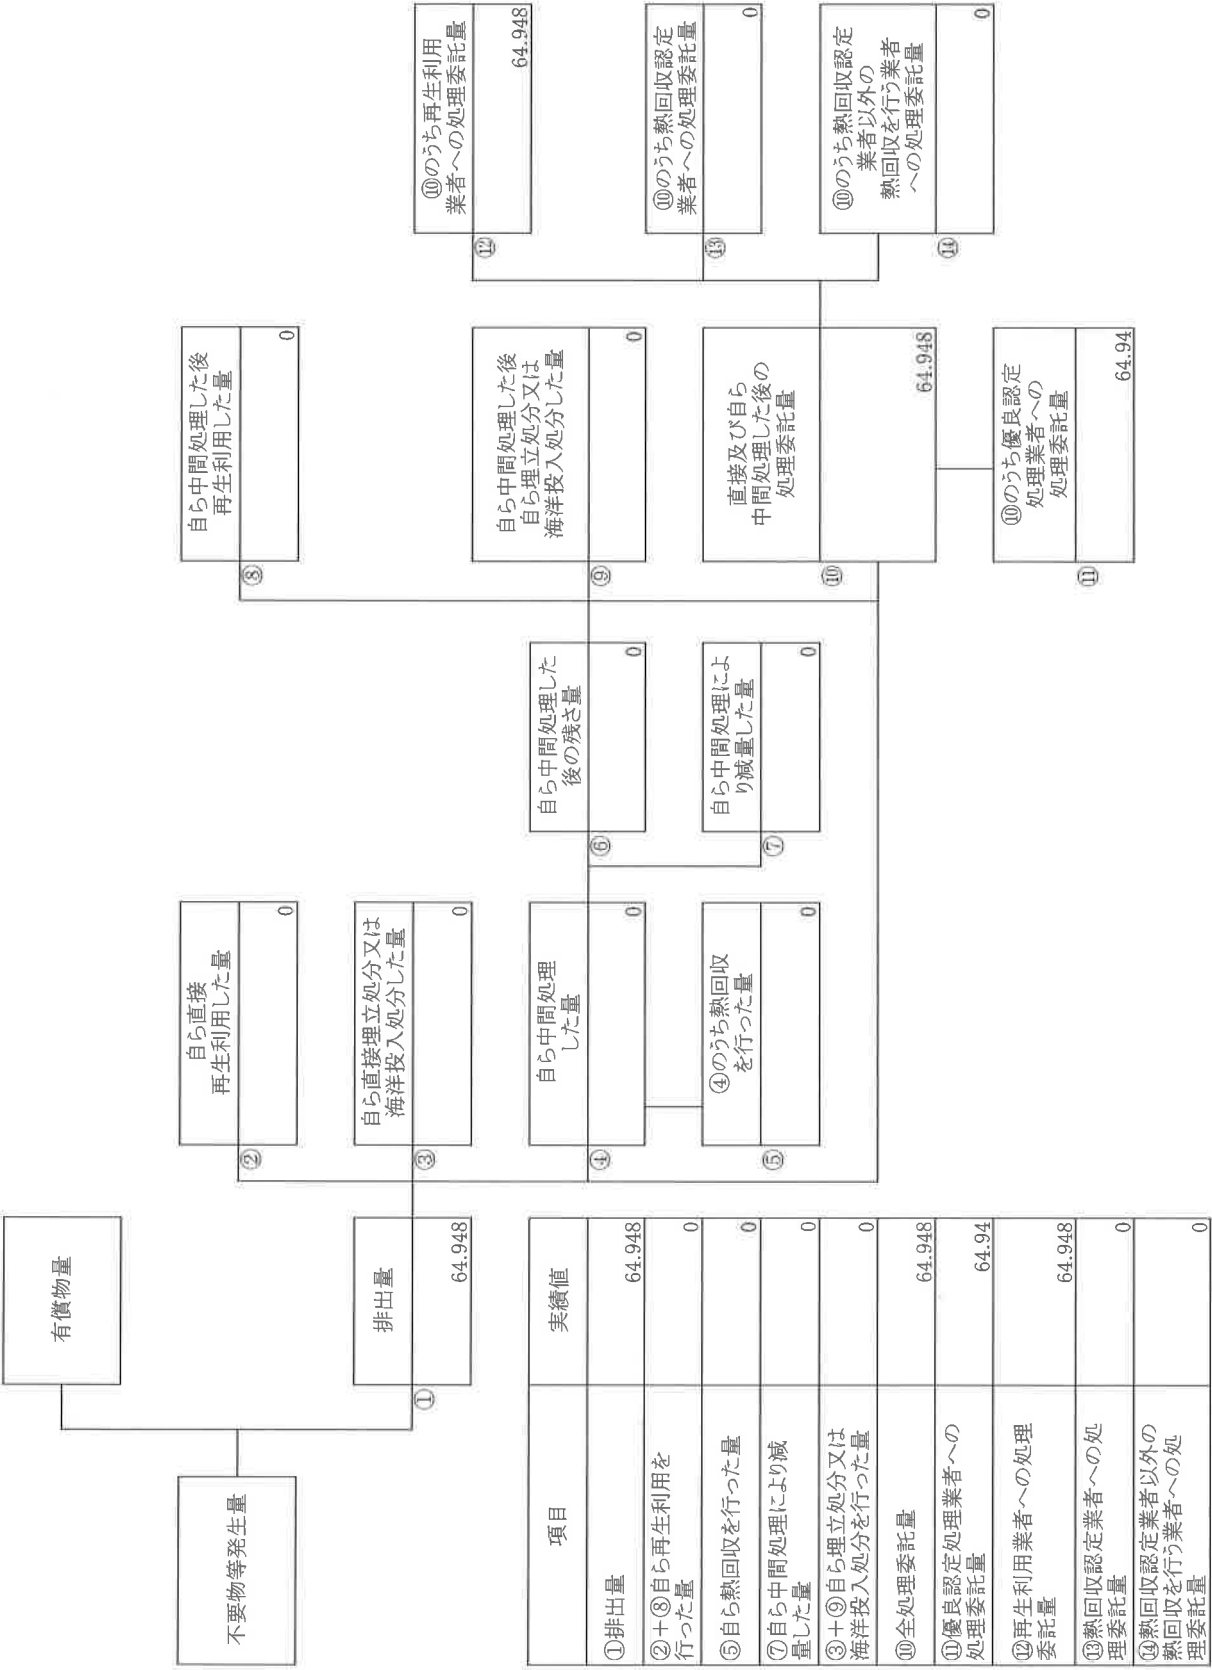 有償物量
不要物等発生量
排出量
①
64.948
自ら直接
再生利用した量
②
0
自ら直接埋立処分又は
海洋投入処分した量
③
0
自ら中間処理
した量
④
0
④のうち熱回収
を行った量
⑤
0
自ら中間処理した
後の残さ量
⑥
0
自ら中間処理によ
り減量した量
⑦
0
自ら中間処理した後
再生利用した量
⑧
0
自ら中間処理した後
自ら埋立処分又は
海洋投入処分した量
⑨
0
直接及び自ら
中間処理した後の
処理委託量
⑩
64.948
⑩のうち優良認定
処理業者への
処理委託量
⑪
64.94
⑩のうち再生利用
業者への処理委託量
⑫
64.948
⑩のうち熱回収認定
業者への処理委託量
⑬
0
⑩のうち熱回収認定
業者以外の
熱回収を行う業者
への処理委託量
⑭
0
項目 実績値
①排出量 64.948
②＋⑧自ら再生利用を
行った量 0
⑤自ら熱回収を行った量 0
⑦自ら中間処理により減
量した量 0
③＋⑨自ら埋立処分又は
海洋投入処分を行った量 0
⑩全処理委託量 64.948
⑪優良認定処理業者への
処理委託量 64.94
⑫再生利用業者への処理
委託量 64.948
⑬熱回収認定業者への処
理委託量 0
⑭熱回収認定業者以外の
熱回収を行う業者への処
理委託量 0